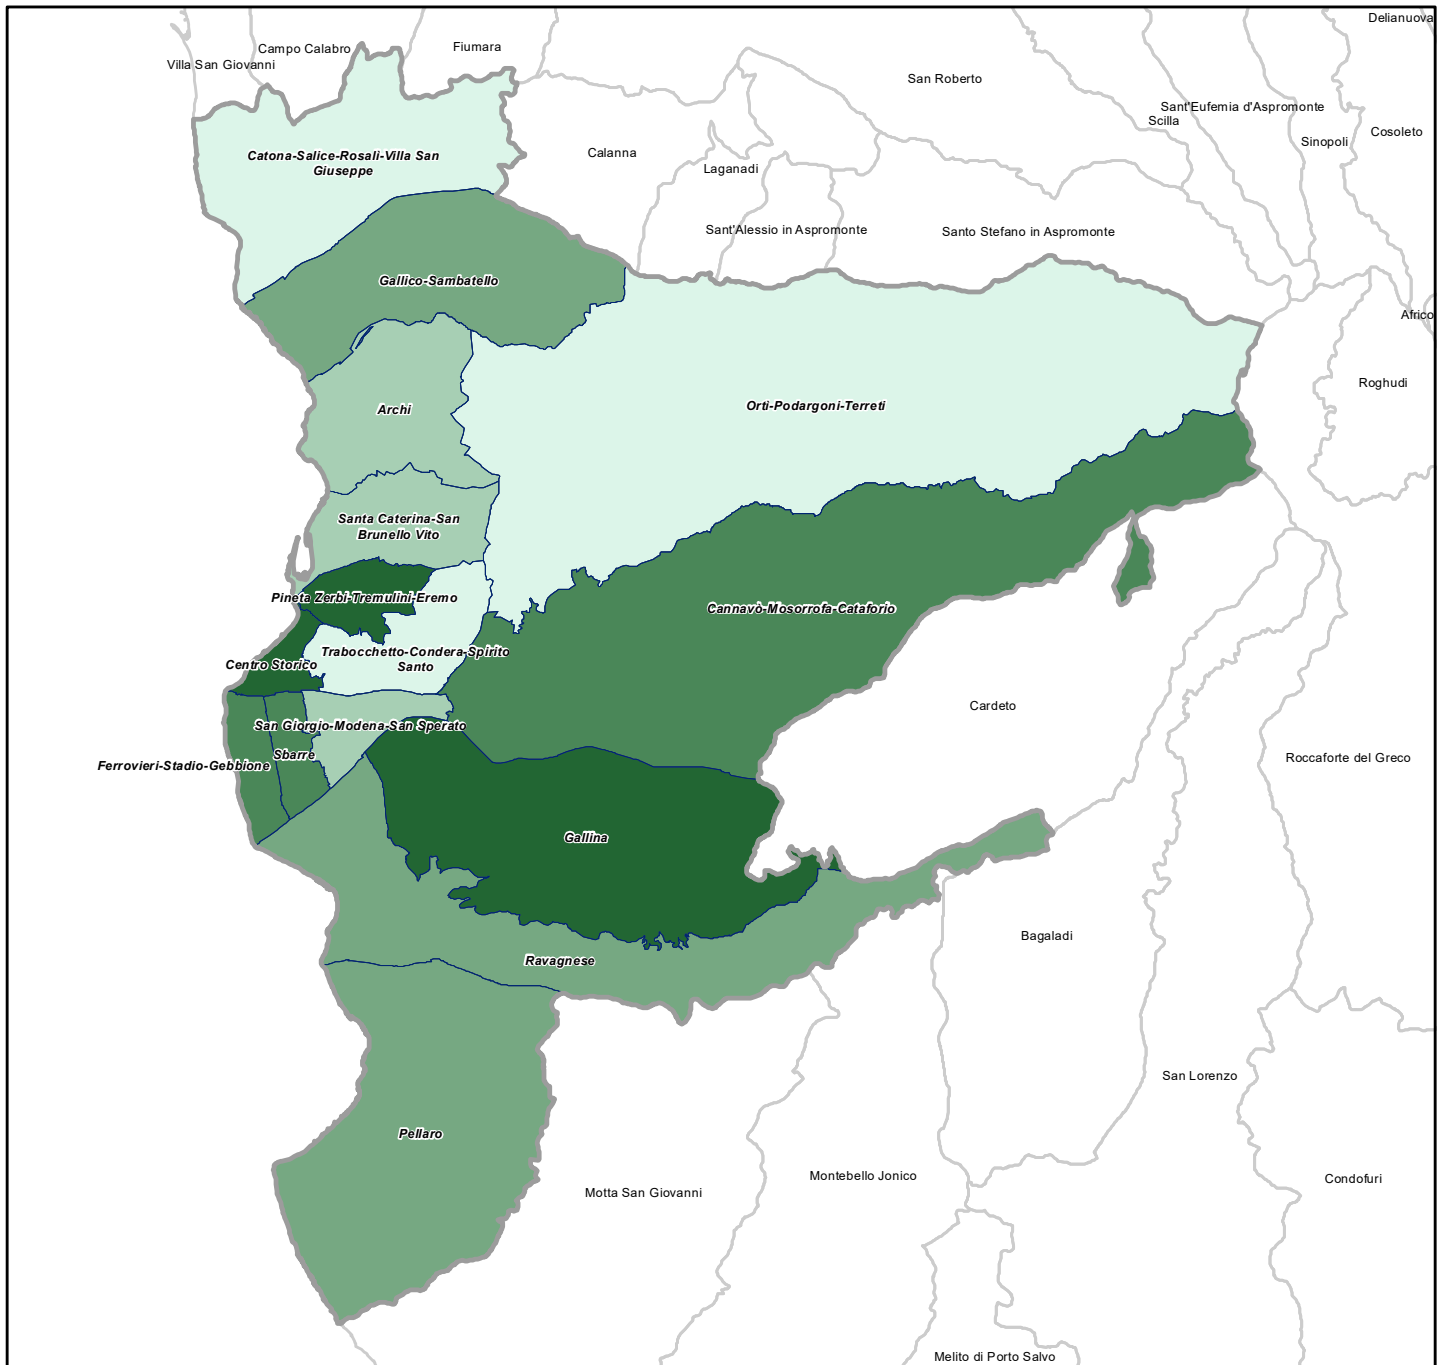 Delianuova
Campo Calabro
Fiumara
Villa San Giovanni
San Roberto
Sant'Eufemia d'Aspromonte
Scilla
Cosoleto
Sinopoli
Catona-Salice-Rosali-Villa San
Giuseppe
Calanna
Laganadi
Sant'Alessio in Aspromonte
Santo Stefano in Aspromonte
Gallico-Sambatello
Africo
Roghudi
Orti-Podargoni-Terreti
Archi
Santa Caterina-San
Brunello Vito
Pineta Zerbi-Tremulini-Eremo
Cannavò-Mosorrofa-Cataforio
Trabocchetto-Condera-Spirito
Santo
Centro Storico
Cardeto
San Giorgio-Modena-San Sperato
Sbarre
Ferrovieri-Stadio-Gebbione
Roccaforte del Greco
Gallina
Bagaladi
Ravagnese
San Lorenzo
Pellaro
Motta San Giovanni
Montebello Jonico
Condofuri
Melito di Porto Salvo